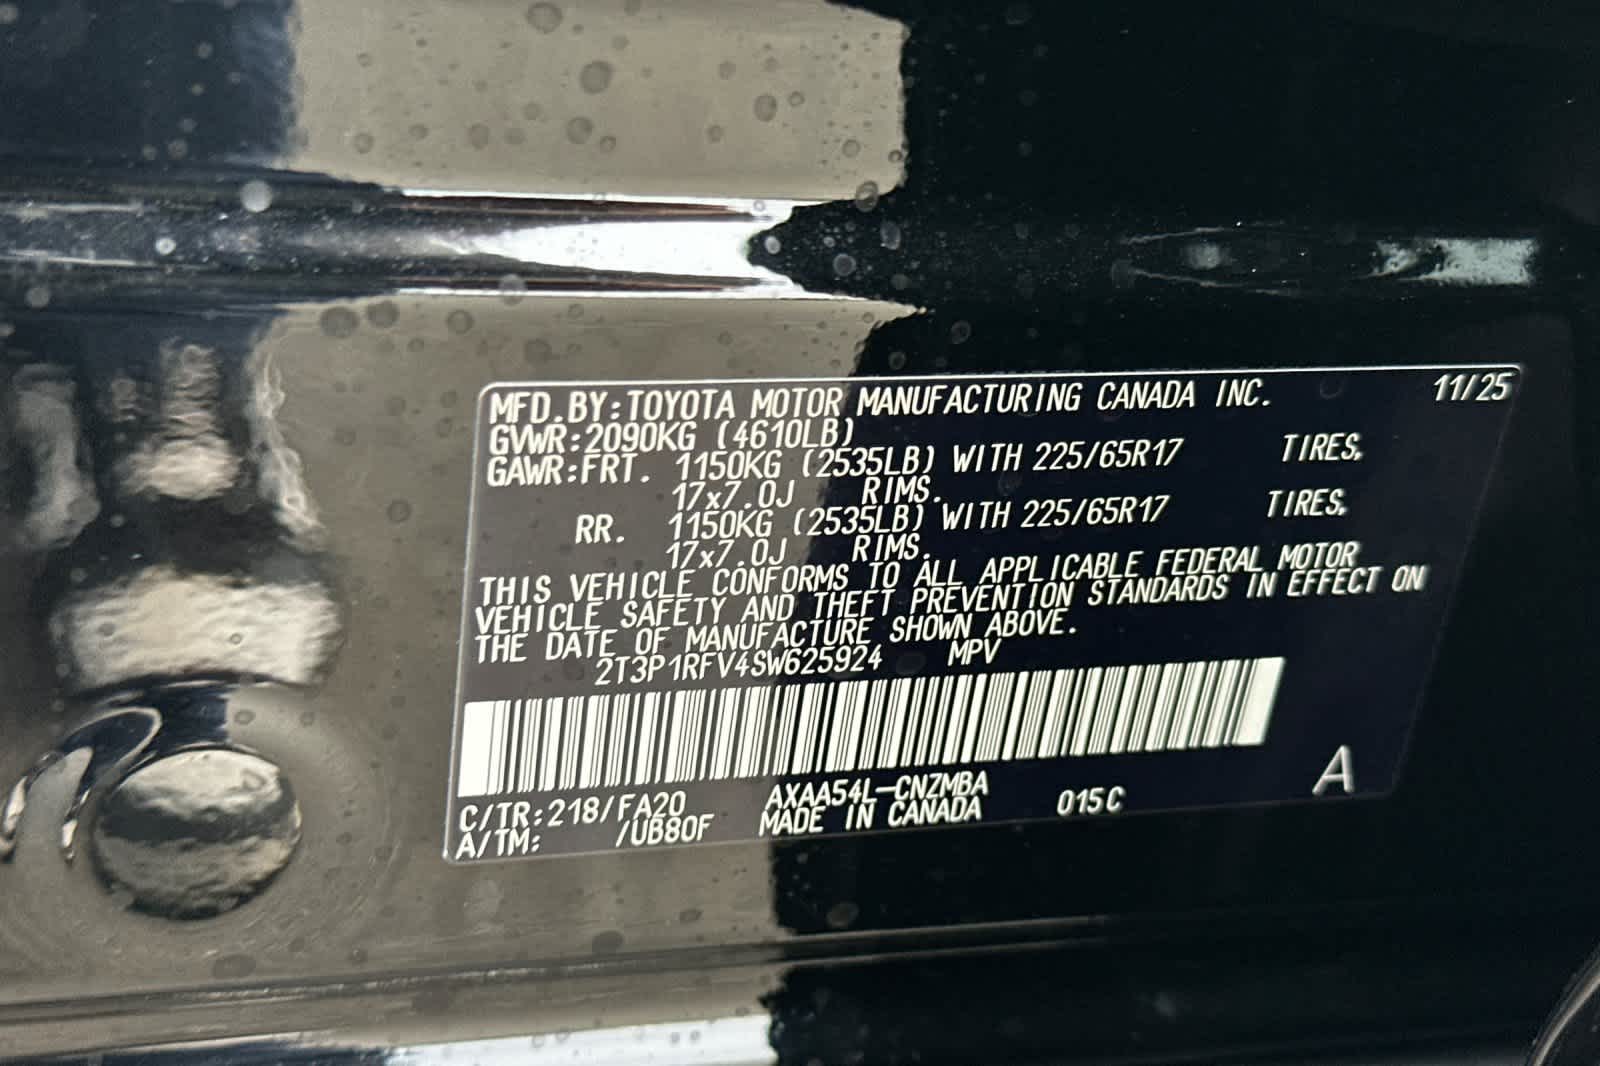 MFD.BY:TOYOTA MOTOR MANUFACTURING CANADA INC. 11/25
GVWR:2090KG (4610LB)
GAWR:FRT. 1150KG (2535LB) WITH 225/65R17 TIRES.
17x7.0J RIMS.
RR. 1150KG (2535LB) WITH 225/65R17 TIRES.
17x7.0J RIMS.
THIS VEHICLE CONFORMS TO ALL APPLICABLE FEDERAL MOTOR
VEHICLE SAFETY AND THEFT PREVENTION STANDARDS IN EFFECT ON
THE DATE OF MANUFACTURE SHOWN ABOVE.
2T3P1RFV4SW625924 MPV
A
C/TR:218/FA20 AXAA54L-CNZMBA 015C
A/TM: /UB80F MADE IN CANADA